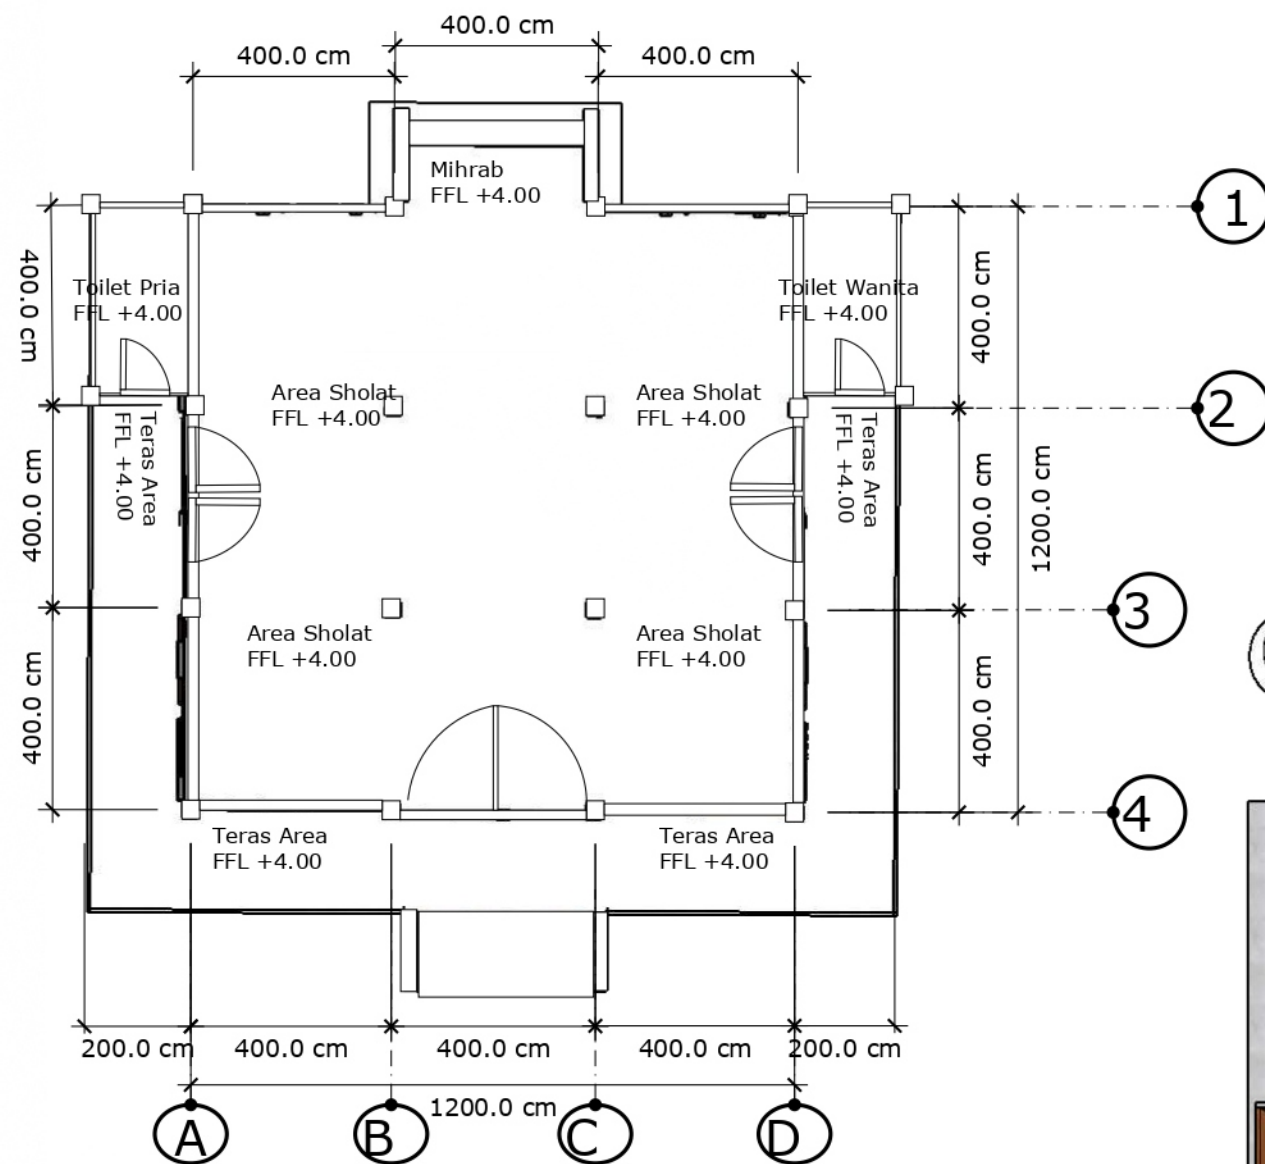 400.0 cm
400.0 cm
400.0 cm
Mihrab
FFL +4.00
1
400.0 cm
Toilet Pria
FFL +4.00
Toilet Wanita
FFL +4.00
400.0 cm
Area Sholat
FFL +4.00
Area Sholat
FFL +4.00
2
Teras Area
FFL +4.00
Teras Area
FFL +4.00
400.0 cm
400.0 cm
1200.0 cm
3
Area Sholat
FFL +4.00
Area Sholat
FFL +4.00
400.0 cm
400.0 cm
4
Teras Area
FFL +4.00
Teras Area
FFL +4.00
200.0 cm
400.0 cm
400.0 cm
400.0 cm
200.0 cm
1200.0 cm
A
B
C
D